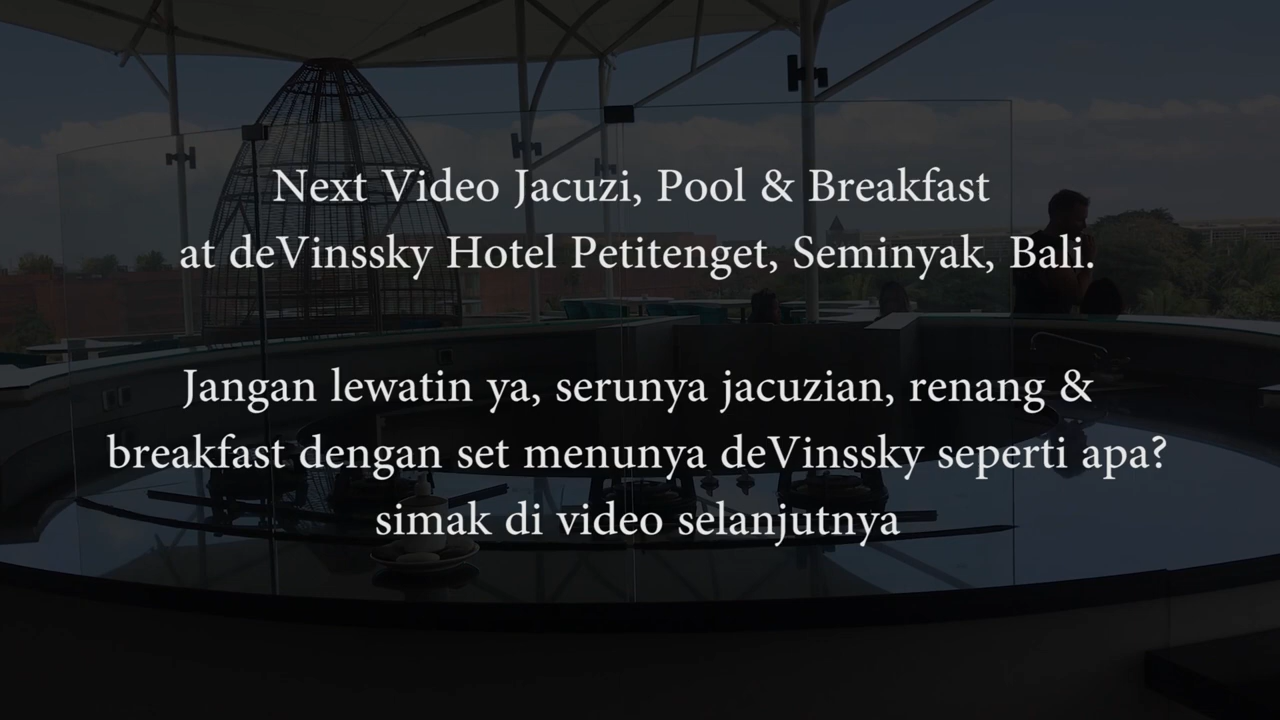 Next Video Jacuzi, Pool & Breakfast
at deVinssky Hotel Petitenget, Seminyak, Bali.
Jangan lewatin ya, serunya jacuzian, renang &
breakfast dengan set menunya deVinssky seperti apa?
simak di video selanjutnya